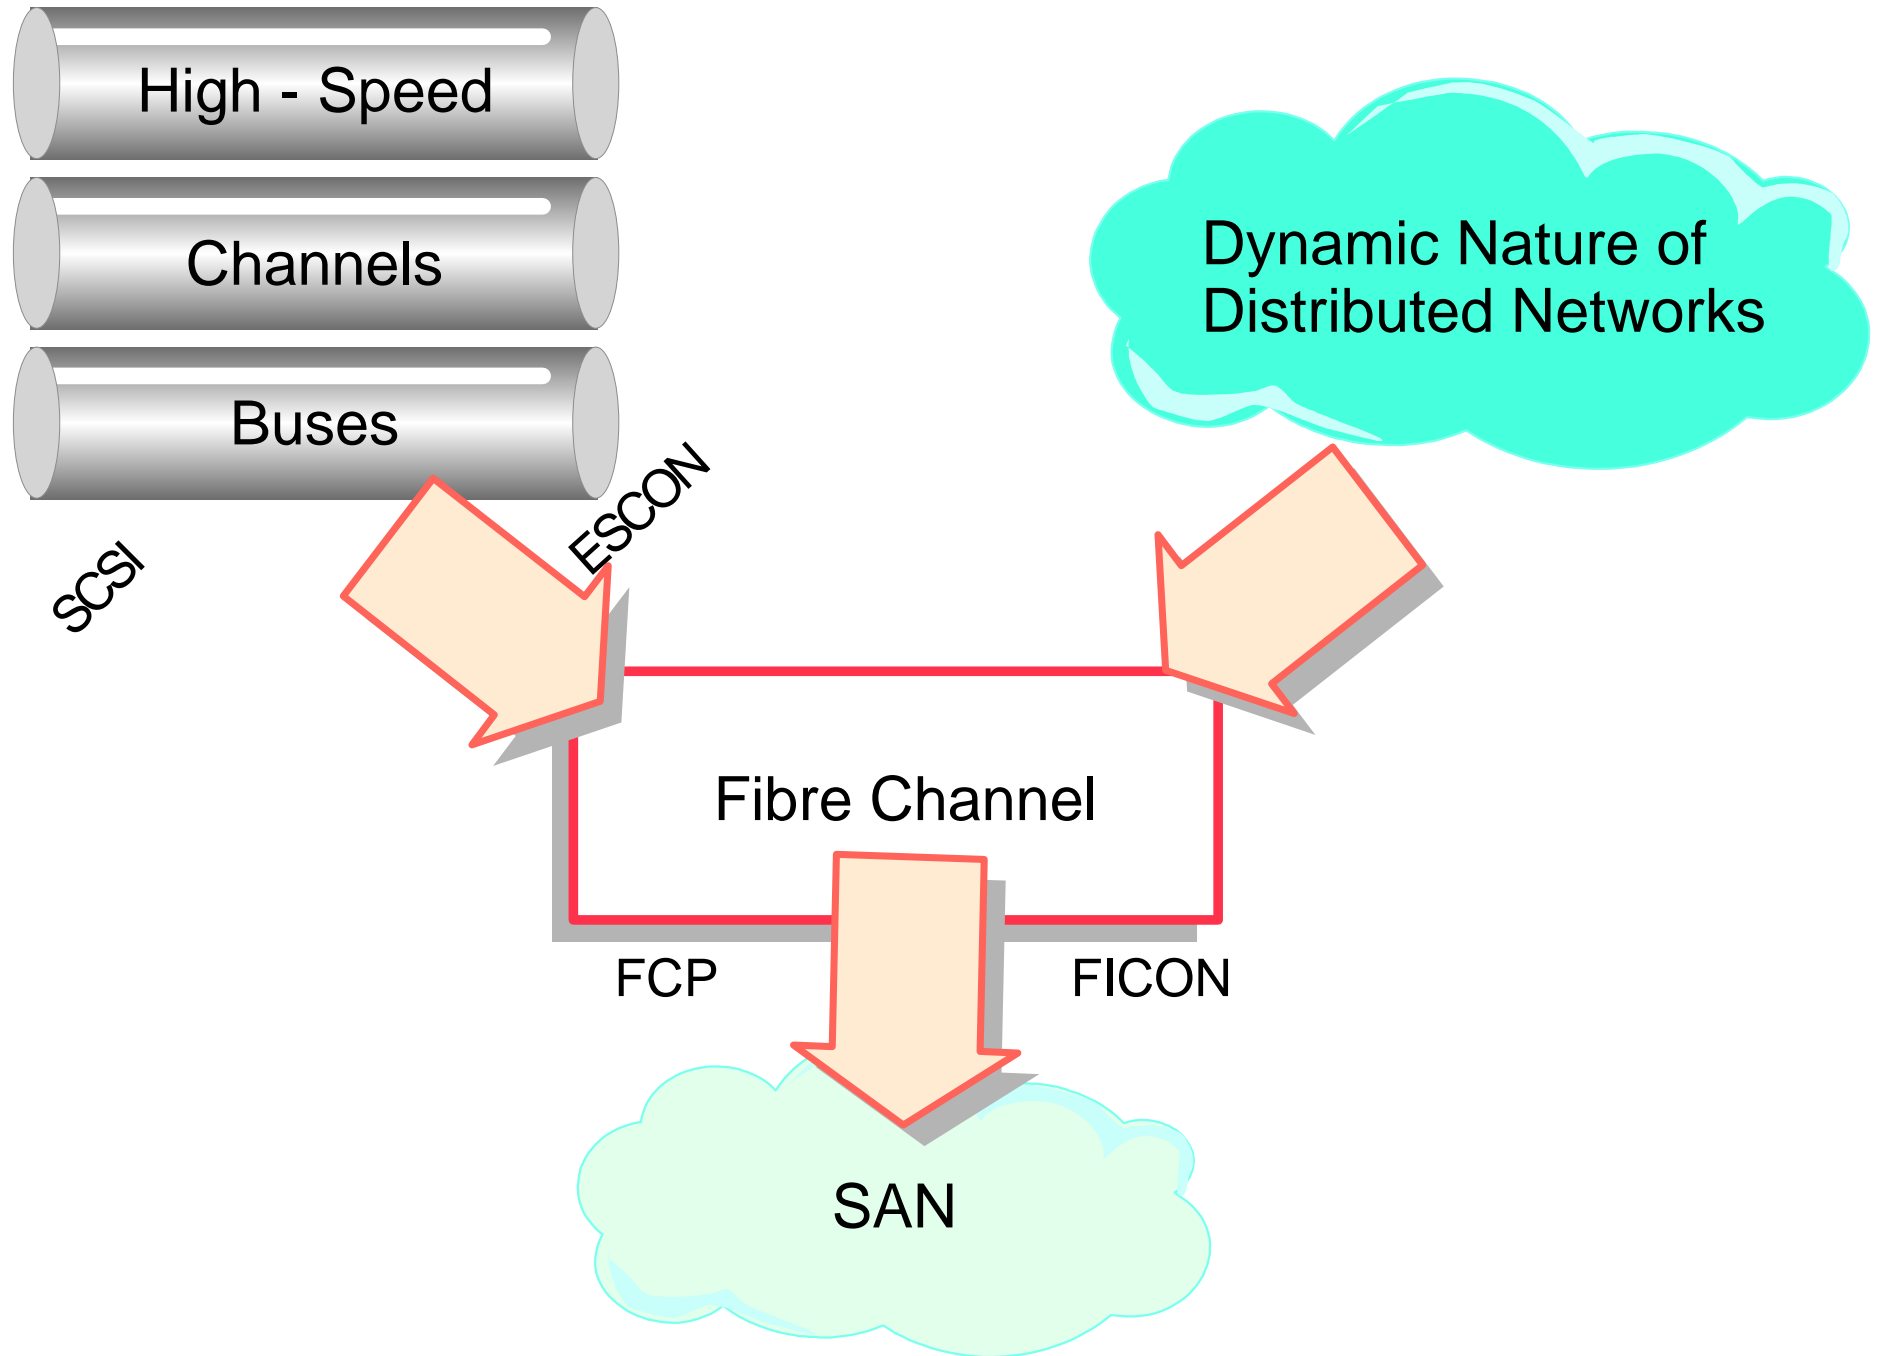 High - Speed
Channels
Buses
Dynamic Nature of
Distributed Networks
SCSI
ESCON
Fibre Channel
FCP
FICON
SAN